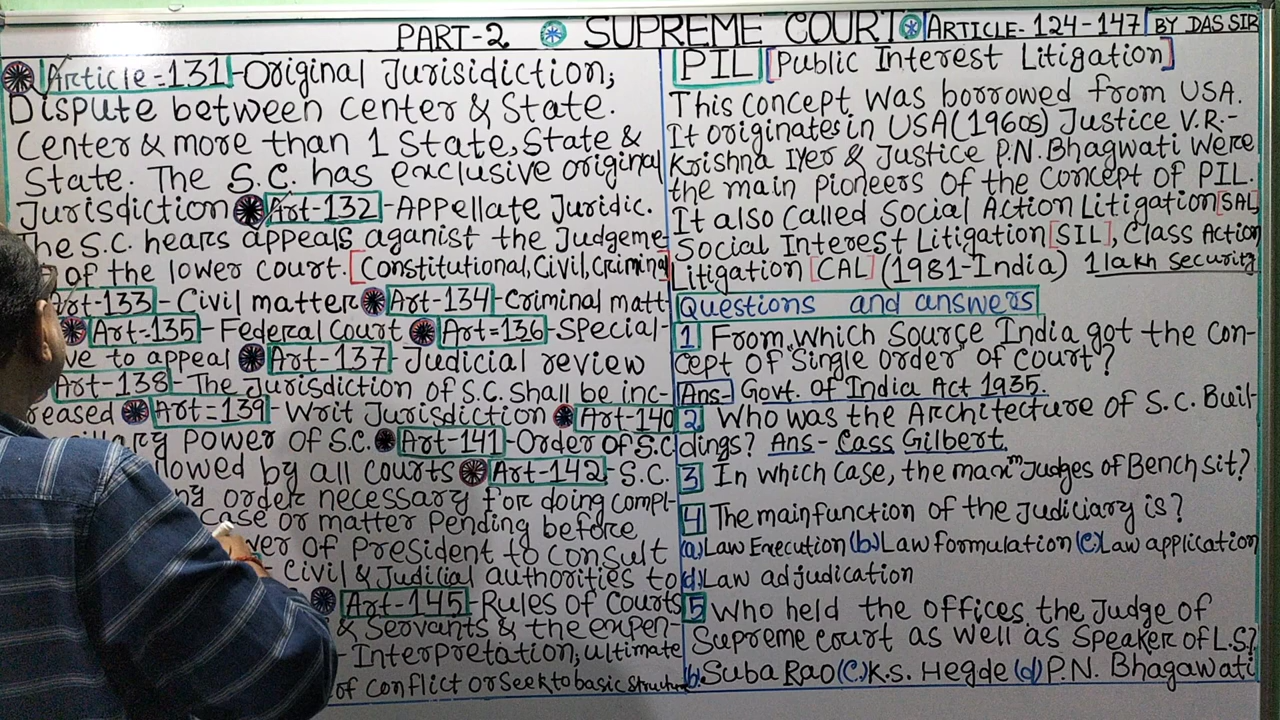 PART-2 SUPREME COURT ARTICLE-124-147 BY DAS SIR
Article=131-Original Jurisidiction;
Dispute between center & State.
Center & more than 1 State, State &
State. The S.C. has exclusive original
Jurisdiction Art-132-Appellate Juridic.
The S.C. hears appeals aganist the Judgeme
of the lower court. [Constitutional, Civil, Criminal
Art-133-Civil matter Art-134-Criminal matt
Art-135-Federal Court Art=136-Special-
ve to appeal Art-137-Judicial review
Art-138-The Jurisdiction of S.C. Shall be inc-
reased Art=139-Writ Jurisdiction Art-140
Power of S.C. Art-141-Order of S.C
lowed by all courts Art-142-S.C.
ng order necessary for doing compl-
case or matter pending before
wer of President to consult
-Civil & Judicial authorities to
Art-145-Rules of Courts
& Servants & the expen-
-Interpretation, ultimate
of conflict or seek to basic structure
PIL [Public Interest Litigation]
This concept was borrowed from USA.
It originates in USA(1960s) Justice V.R.-
Krishna Iyer & Justice P.N. Bhagwati were
the main pioneers of the concept of PIL.
It also called Social Action Litigation[SAL]
Social Interest Litigation[SIL], Class Action
Litigation [CAL] (1981-India) 1 lakh security
Questions and answers
1 From which source India got the con-
cept of "Single order" of court?
Ans- Govt. of India Act 1935.
2 Who was the Architecture of S.C. Buil-
dings? Ans- Cass Gilbert.
3 In which case, the maxm Judges of Bench sit?
4 The main function of the Judiciary is?
(a) Law Execution (b) Law formulation (c) Law application
(d) Law adjudication
5 Who held the offices the Judge of
Supreme court as well as Speaker of L.S?
(b) Suba Rao (C) K.S. Hegde (d) P.N. Bhagawati